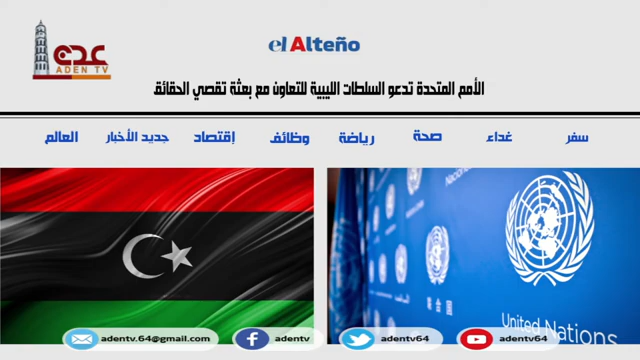 عدن
ADEN TV
el Alteño
الأمم المتحدة تدعو السلطات الليبية للتعاون مع بعثة تقصي الحقائق
سفر غداء صحة رياضة وظائف إقتصاد جديد الأخبار العالم
United Nations
adentv.64@gmail.com adentv adentv64 adentv64